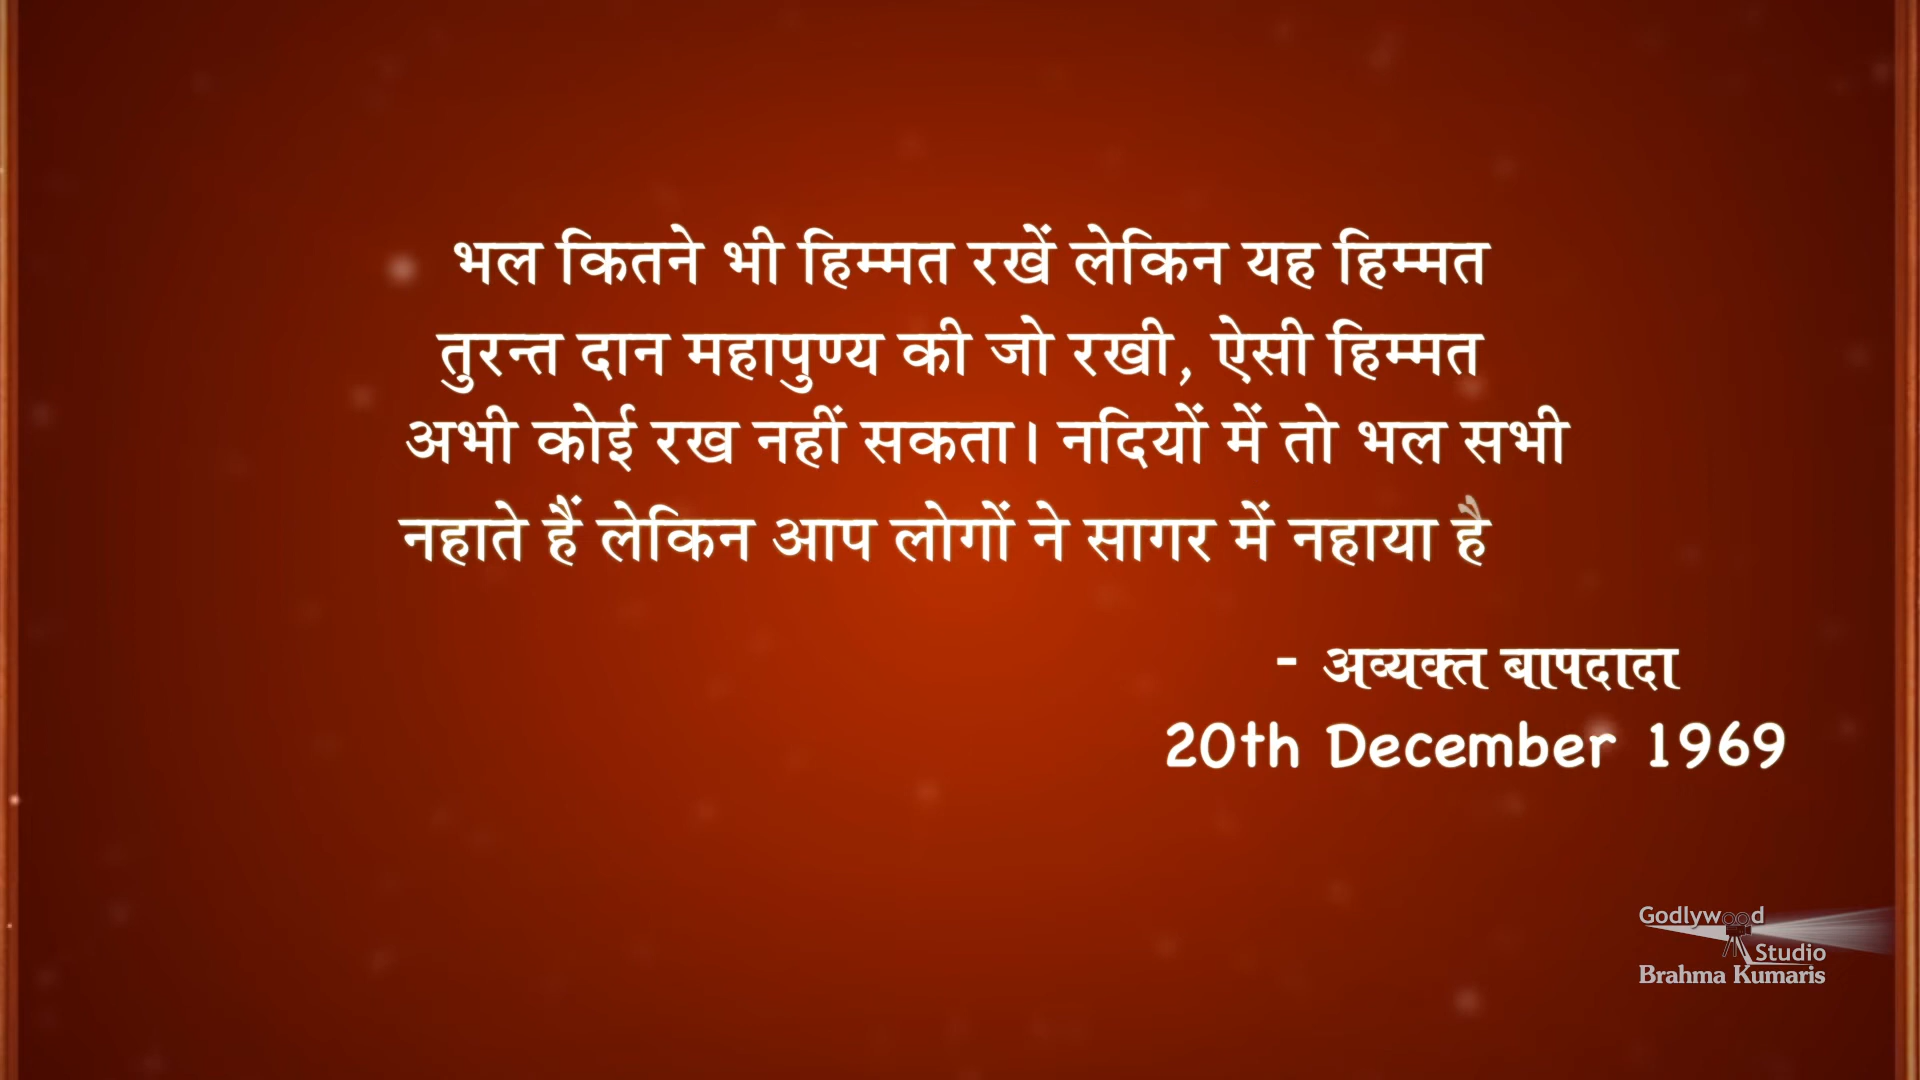 भल कितने भी हिम्मत रखें लेकिन यह हिम्मत
तुरन्त दान महापुण्य की जो रखी, ऐसी हिम्मत
अभी कोई रख नहीं सकता। नदियों में तो भल सभी
नहाते हैं लेकिन आप लोगों ने सागर में नहाया है
- अव्यक्त बापदादा
20th December 1969
Godlywood
Studio
Brahma Kumaris